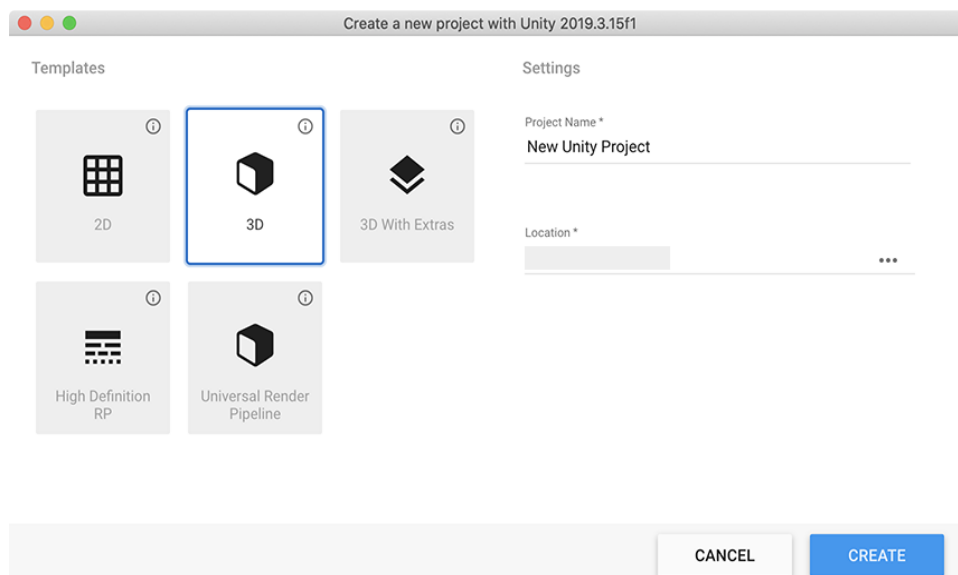 Create a new project with Unity 2019.3.15f1
Templates
Settings
2D
3D
3D With Extras
High Definition
RP
Universal Render
Pipeline
Project Name *
New Unity Project
Location *
CANCEL
CREATE